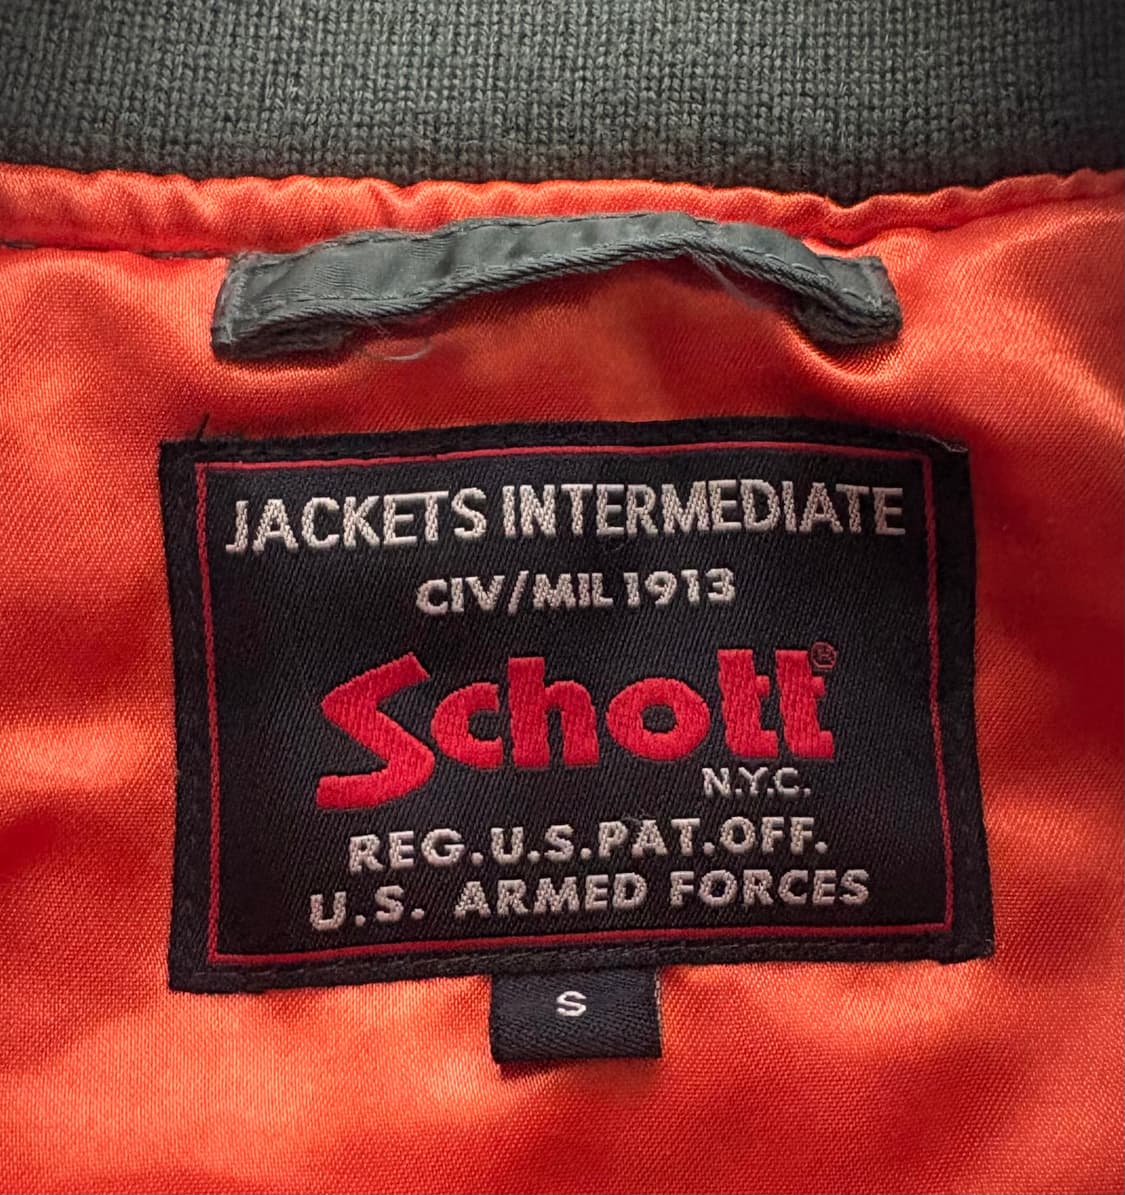 JACKETS INTERMEDIATE
CIV/MIL 1913
Schott®
N.Y.C.
REG.U.S.PAT.OFF.
U.S. ARMED FORCES
S